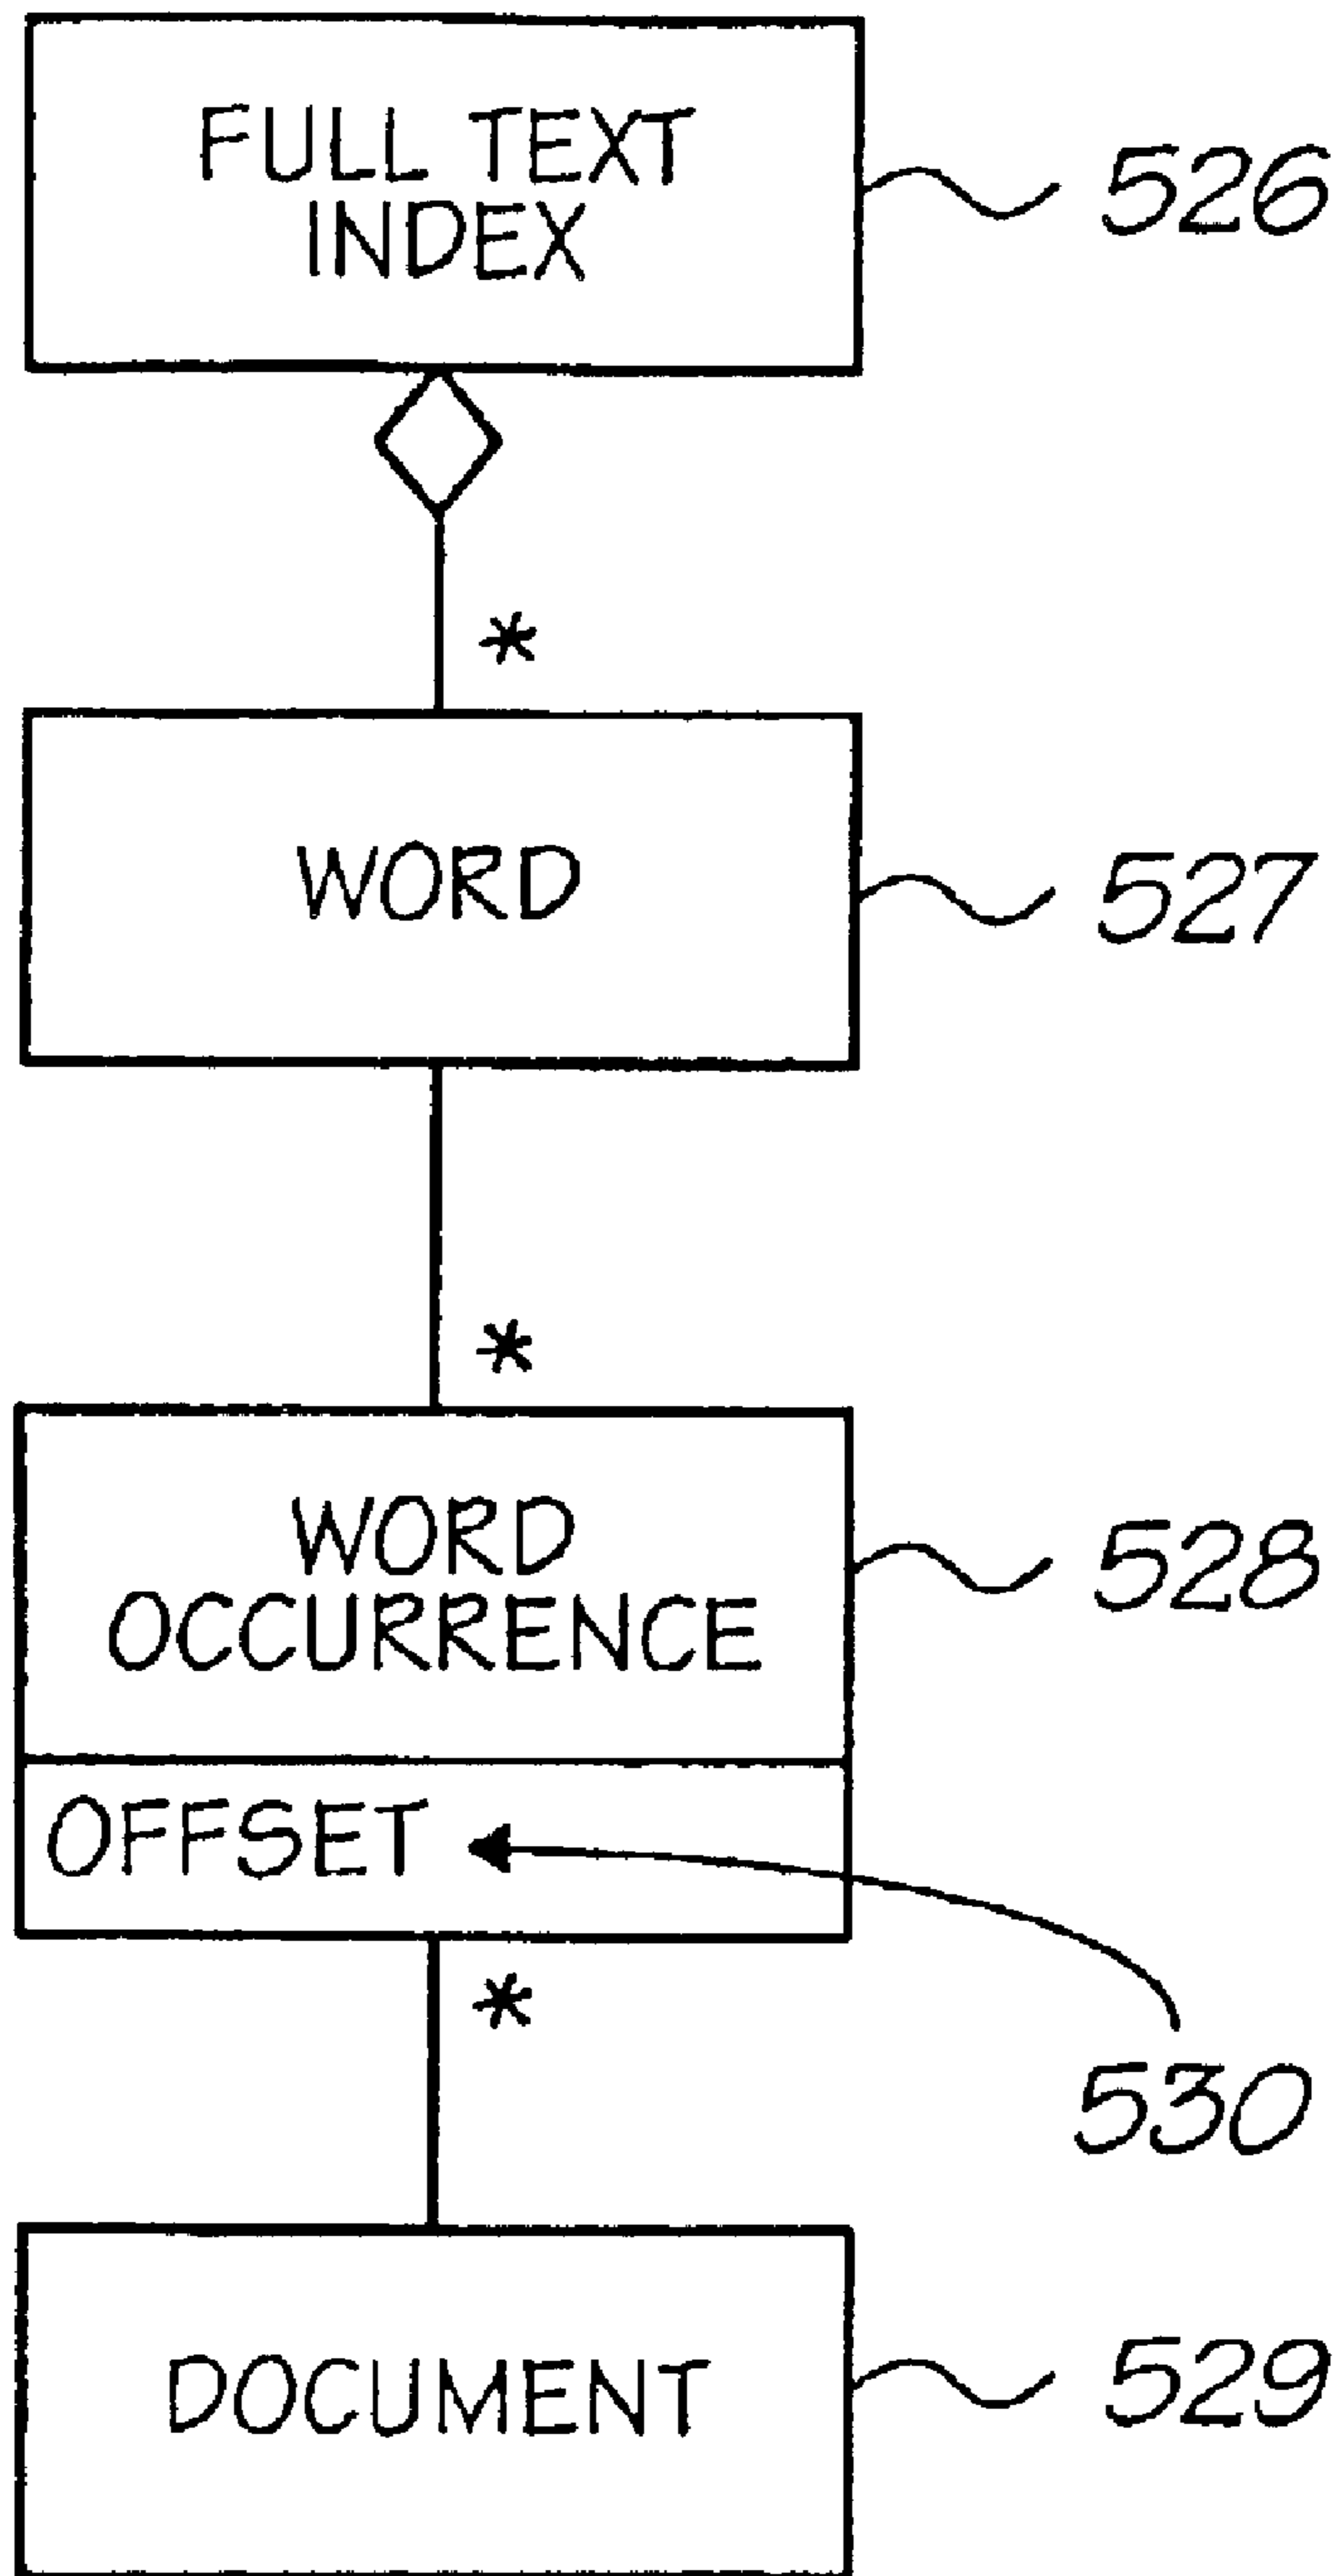 FULL TEXT
INDEX
526
*
WORD
527
*
WORD
OCCURRENCE
528
OFFSET
*
530
DOCUMENT
529